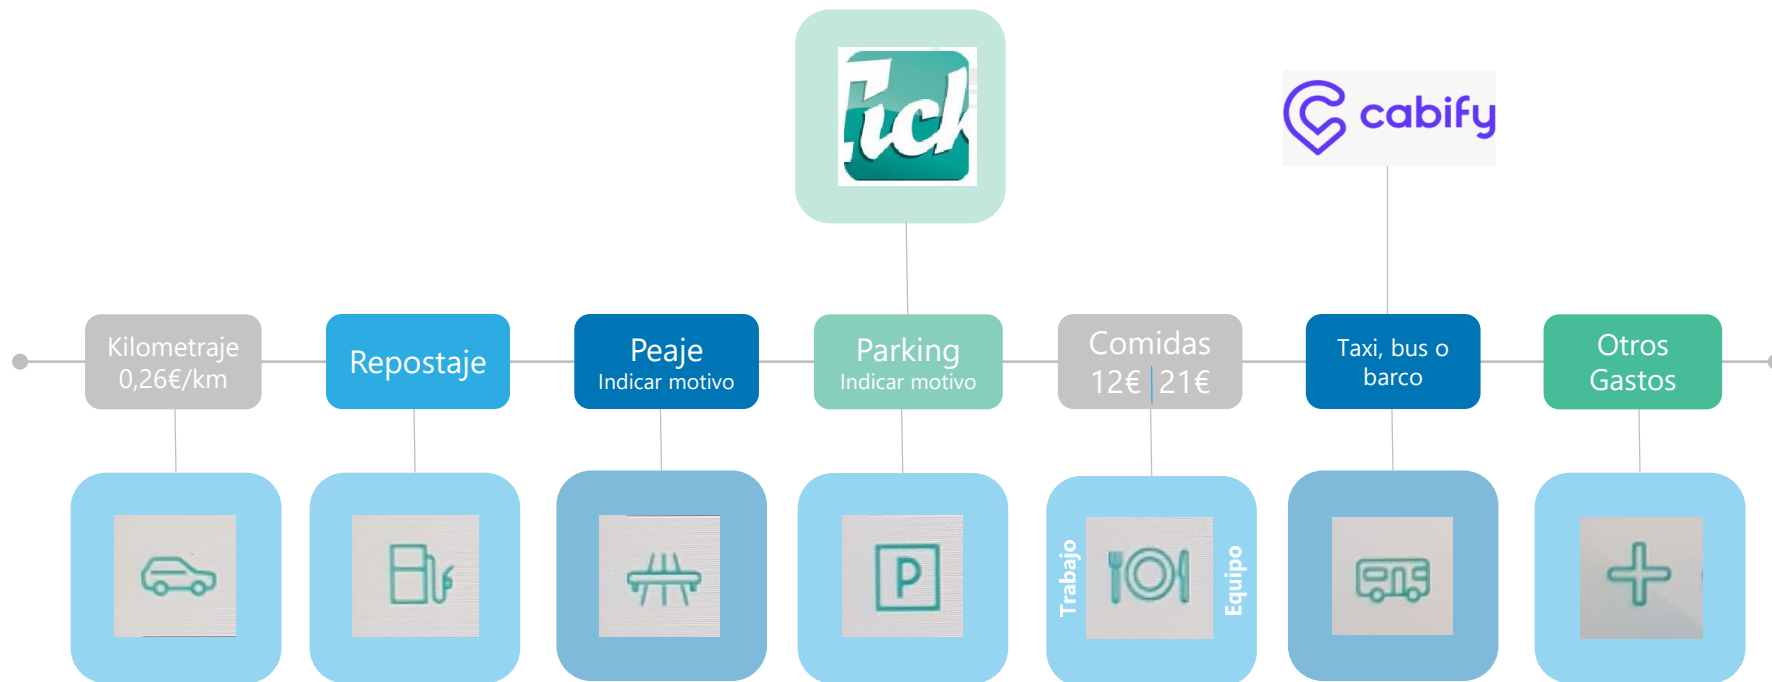 Tick
cabify
Kilometraje
0,26€/km
Repostaje
Peaje
Indicar motivo
Parking
Indicar motivo
Comidas
12€ | 21€
Taxi, bus o
barco
Otros
Gastos
P
Trabajo
Equipo